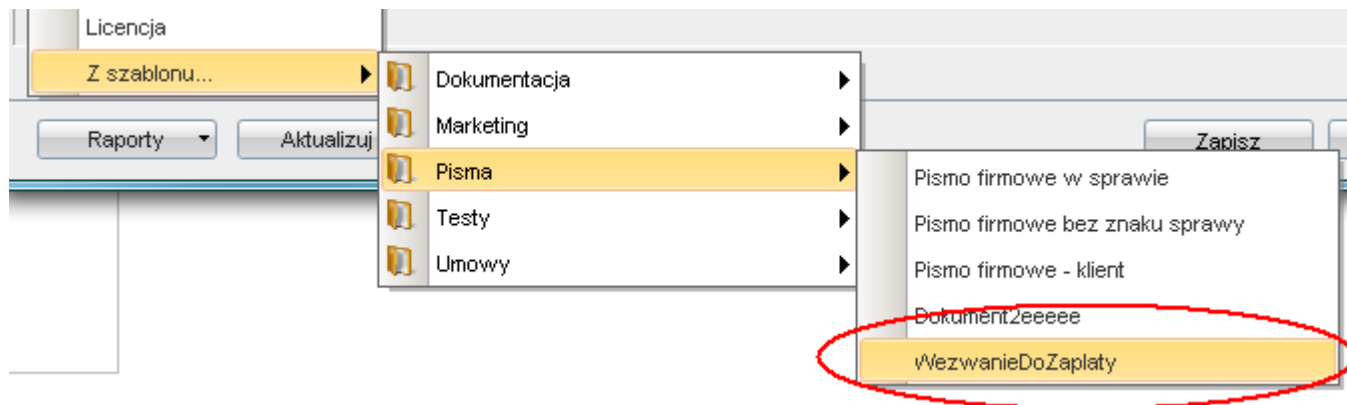 Licencja
Z szablonu...
Dokumentacja
Marketing
Pisma
Testy
Umowy
Raporty
Aktualizuj
Zapisz
Pismo firmowe w sprawie
Pismo firmowe bez znaku sprawy
Pismo firmowe - klient
Dokument2eeeee
WezwanieDoZaplaty